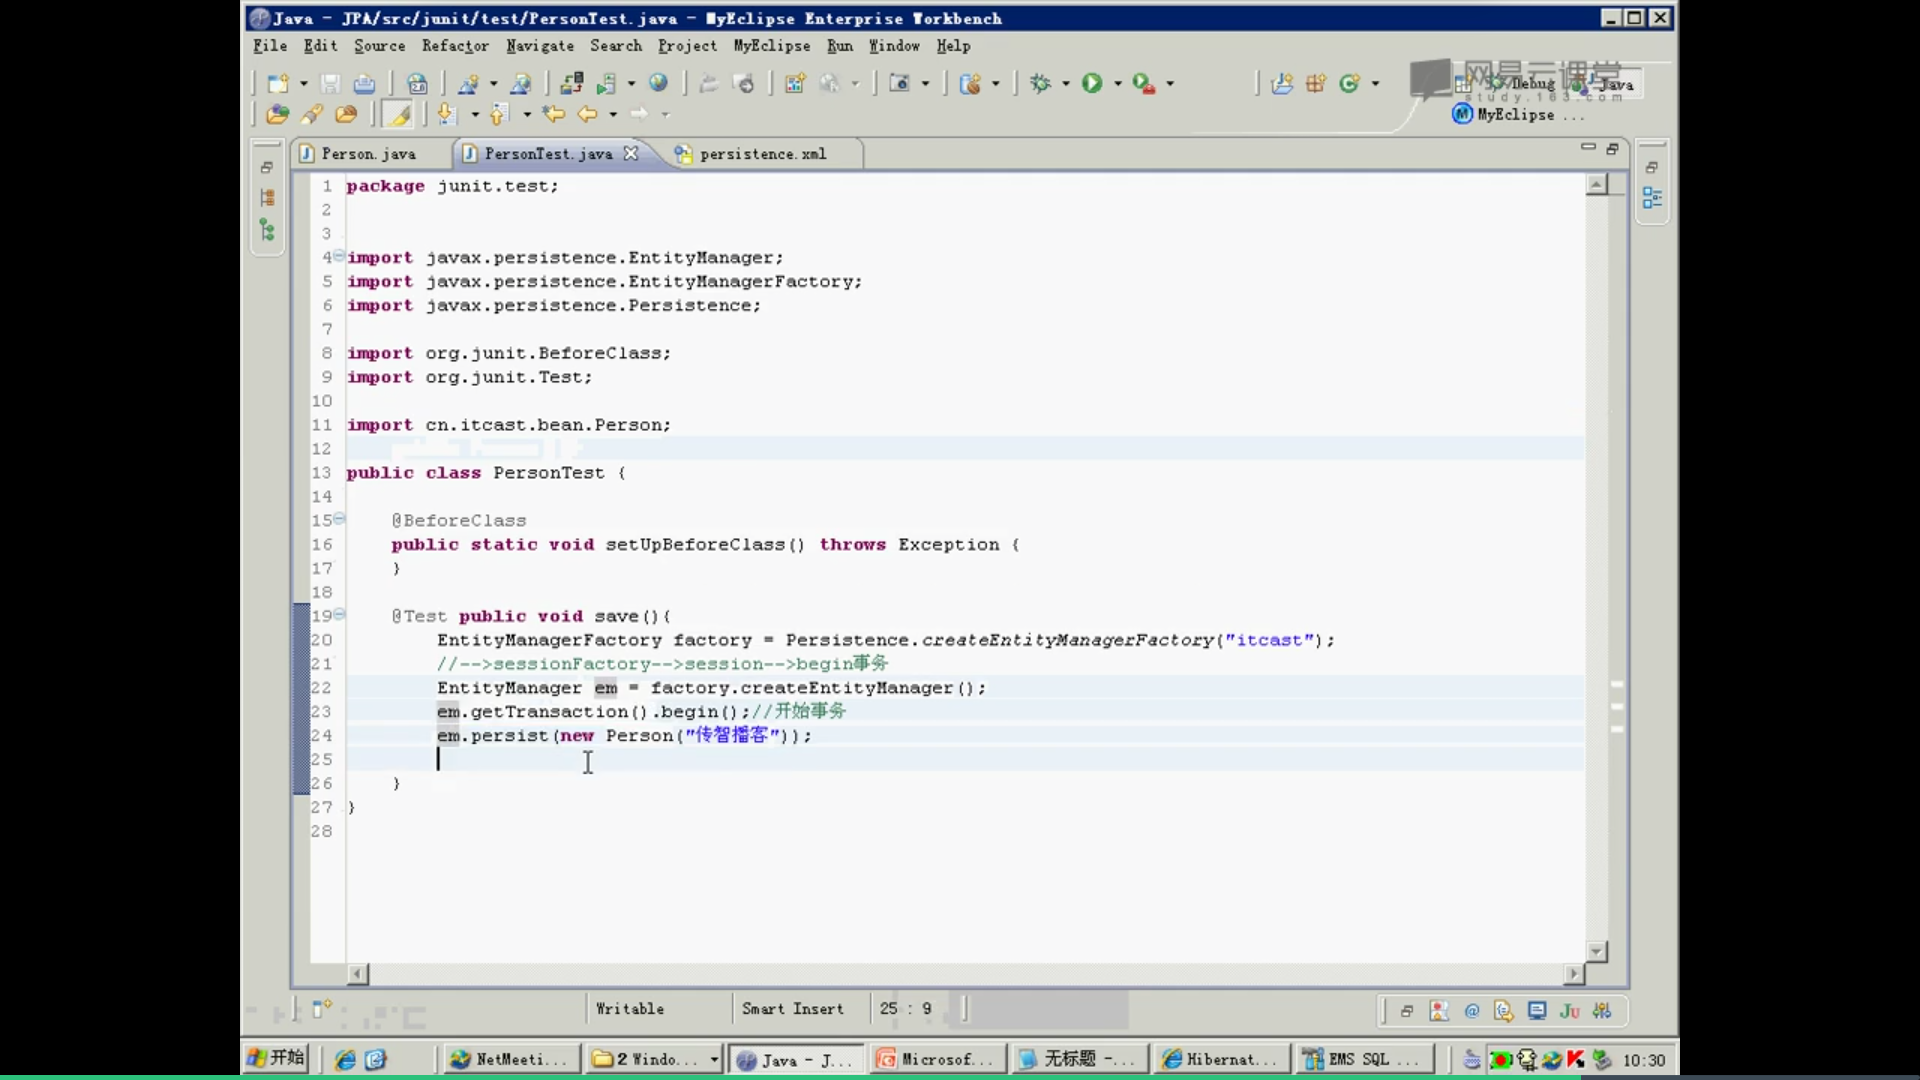 Java - JPA/src/junit/test/PersonTest.java - MyEclipse Enterprise Workbench
File Edit Source Refactor Navigate Search Project MyEclipse Run Window Help
网易云课堂
study.163.com
Debug Java
MyEclipse ...
Person.java PersonTest.java persistence.xml
1 package junit.test;
2
3
4 import javax.persistence.EntityManager;
5 import javax.persistence.EntityManagerFactory;
6 import javax.persistence.Persistence;
7
8 import org.junit.BeforeClass;
9 import org.junit.Test;
10
11 import cn.itcast.bean.Person;
12
13 public class PersonTest {
14
15 @BeforeClass
16 public static void setUpBeforeClass() throws Exception {
17 }
18
19 @Test public void save(){
20 EntityManagerFactory factory = Persistence.createEntityManagerFactory("itcast");
21 //-->sessionFactory-->session-->begin事务
22 EntityManager em = factory.createEntityManager();
23 em.getTransaction().begin();//开始事务
24 em.persist(new Person("传智播客"));
25
26 }
27 }
28
Writable Smart Insert 25 : 9
开始 NetMeeti... 2 Windo... Java - J... Microsof... 无标题 -... Hibernat... EMS SQL ... 10:30